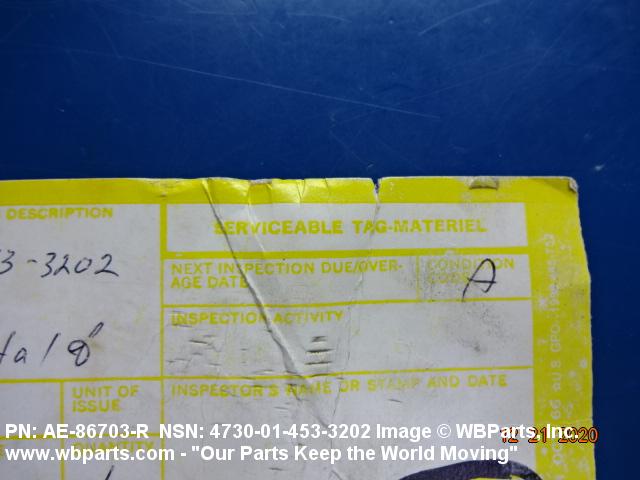 DESCRIPTION
SERVICEABLE TAG-MATERIEL
3-3202
NEXT INSPECTION DUE/OVER-
AGE DATE
CONDITION
A
INSPECTION ACTIVITY
UNIT OF
ISSUE
INSPECTOR'S NAME OR STAMP AND DATE
QUANTITY
PN: AE-86703-R NSN: 4730-01-453-3202 Image © WBParts, Inc
www.wbparts.com - "Our Parts Keep the World Moving"
12 21 2020